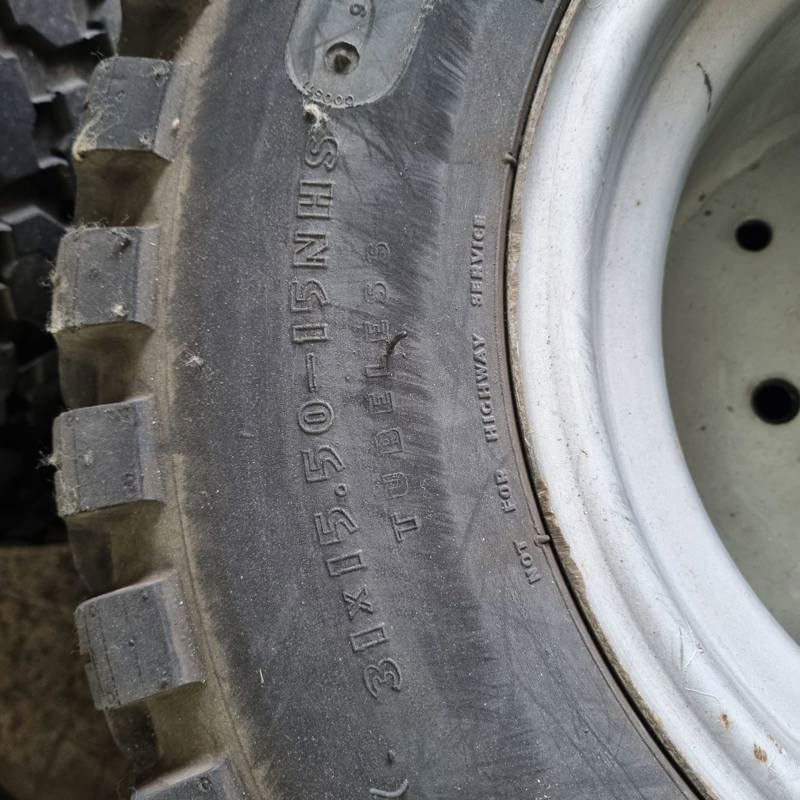 31x15.50-15NHS
TUBELESS
NOT FOR HIGHWAY SERVICE